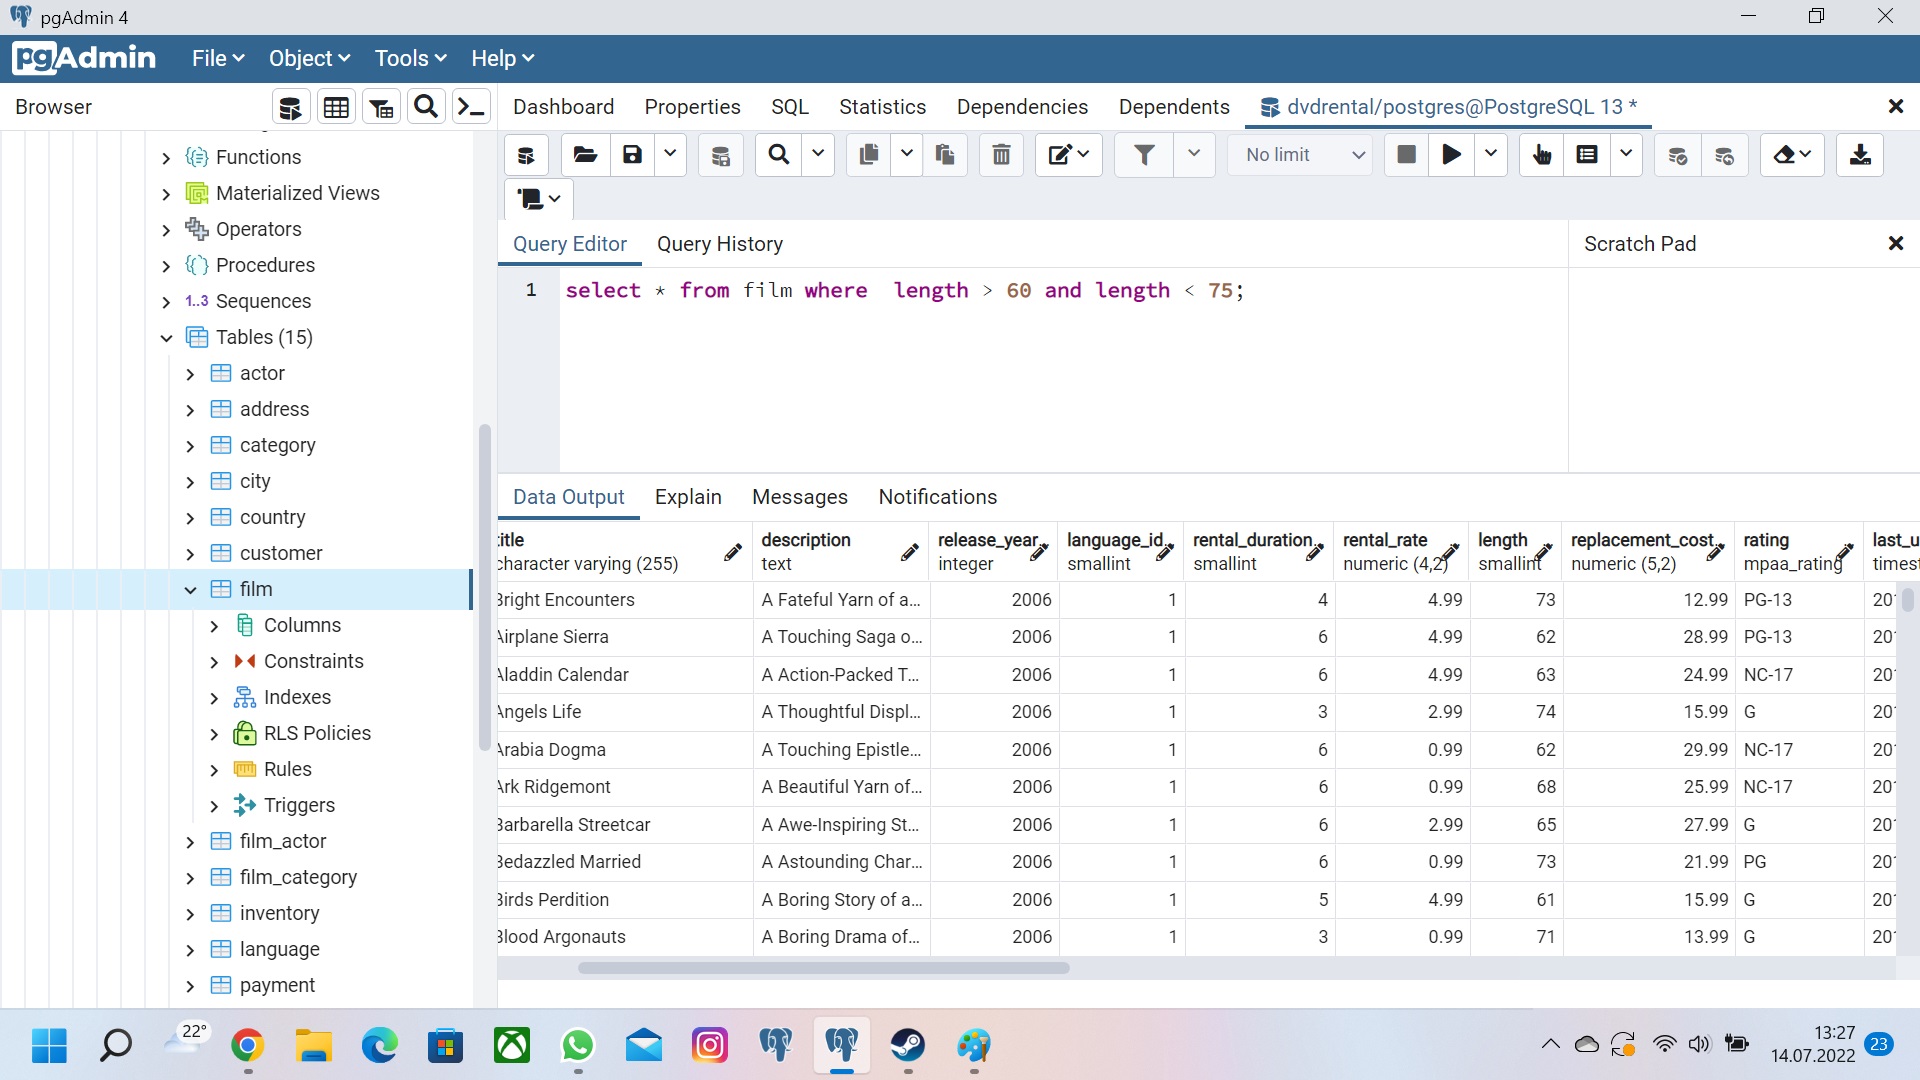 pgAdmin 4
pgAdmin File Object Tools Help
Browser
Dashboard Properties SQL Statistics Dependencies Dependents dvdrental/postgres@PostgreSQL 13 *
No limit
Functions
Materialized Views
Operators
Procedures
1..3 Sequences
Tables (15)
actor
address
category
city
country
customer
film
Columns
Constraints
Indexes
RLS Policies
Rules
Triggers
film_actor
film_category
inventory
language
payment
Query Editor Query History
Scratch Pad
1 select * from film where length > 60 and length < 75;
Data Output Explain Messages Notifications
title description release_year language_id rental_duration rental_rate length replacement_cost rating last_u
character varying (255) text integer smallint smallint numeric (4,2) smallint numeric (5,2) mpaa_rating timest
Bright Encounters A Fateful Yarn of a... 2006 1 4 4.99 73 12.99 PG-13 201
Airplane Sierra A Touching Saga o... 2006 1 6 4.99 62 28.99 PG-13 201
Aladdin Calendar A Action-Packed T... 2006 1 6 4.99 63 24.99 NC-17 201
Angels Life A Thoughtful Displ... 2006 1 3 2.99 74 15.99 G 201
Arabia Dogma A Touching Epistle... 2006 1 6 0.99 62 29.99 NC-17 201
Ark Ridgemont A Beautiful Yarn of... 2006 1 6 0.99 68 25.99 NC-17 201
Barbarella Streetcar A Awe-Inspiring St... 2006 1 6 2.99 65 27.99 G 201
Bedazzled Married A Astounding Char... 2006 1 6 0.99 73 21.99 PG 201
Birds Perdition A Boring Story of a... 2006 1 5 4.99 61 15.99 G 201
Blood Argonauts A Boring Drama of... 2006 1 3 0.99 71 13.99 G 201
22°
13:27
14.07.2022
23